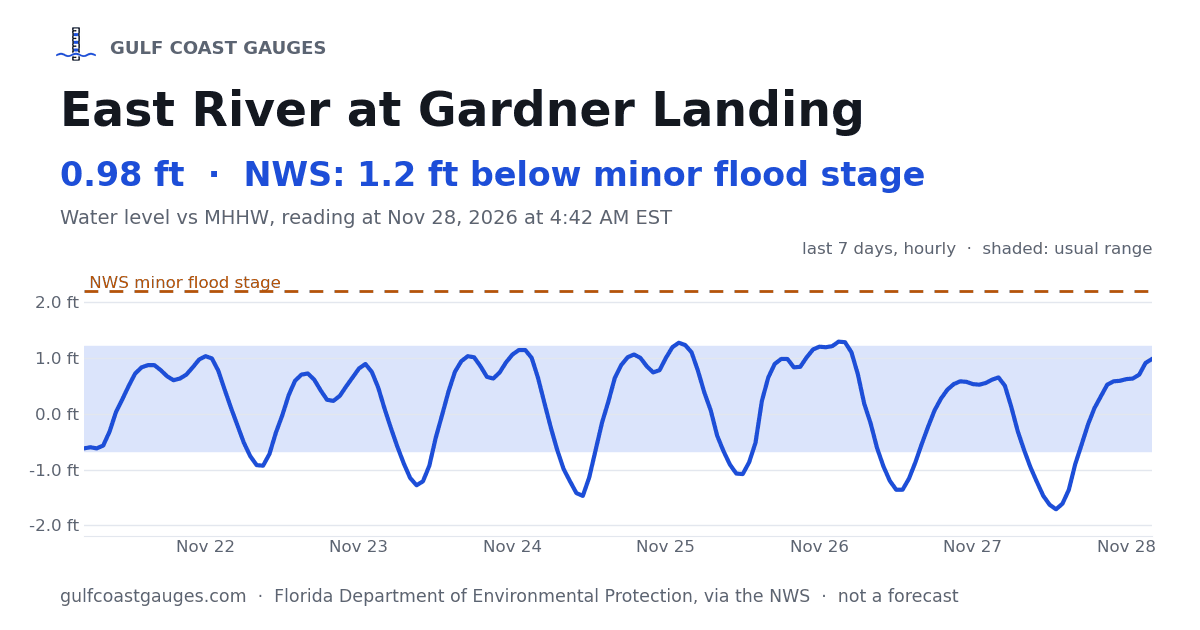 GULF COAST GAUGES
East River at Gardner Landing
0.98 ft · NWS: 1.2 ft below minor flood stage
Water level vs MHHW, reading at Nov 28, 2026 at 4:42 AM EST
last 7 days, hourly · shaded: usual range
NWS minor flood stage
2.0 ft
1.0 ft
0.0 ft
-1.0 ft
-2.0 ft
Nov 22 Nov 23 Nov 24 Nov 25 Nov 26 Nov 27 Nov 28
gulfcoastgauges.com · Florida Department of Environmental Protection, via the NWS · not a forecast